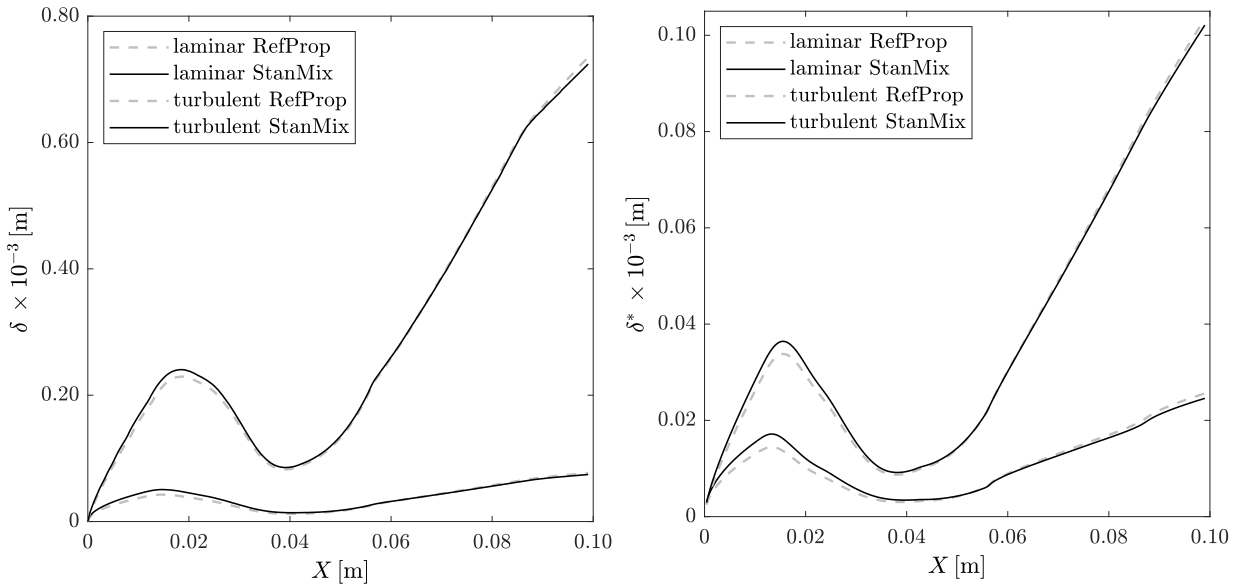 0.80
0.60
0.40
0.20
0
δ × 10⁻³ [m]
laminar RefProp
laminar StanMix
turbulent RefProp
turbulent StanMix
0 0.02 0.04 0.06 0.08 0.10
X [m]
0.10
0.08
0.06
0.04
0.02
0
δ* × 10⁻³ [m]
laminar RefProp
laminar StanMix
turbulent RefProp
turbulent StanMix
0 0.02 0.04 0.06 0.08 0.10
X [m]